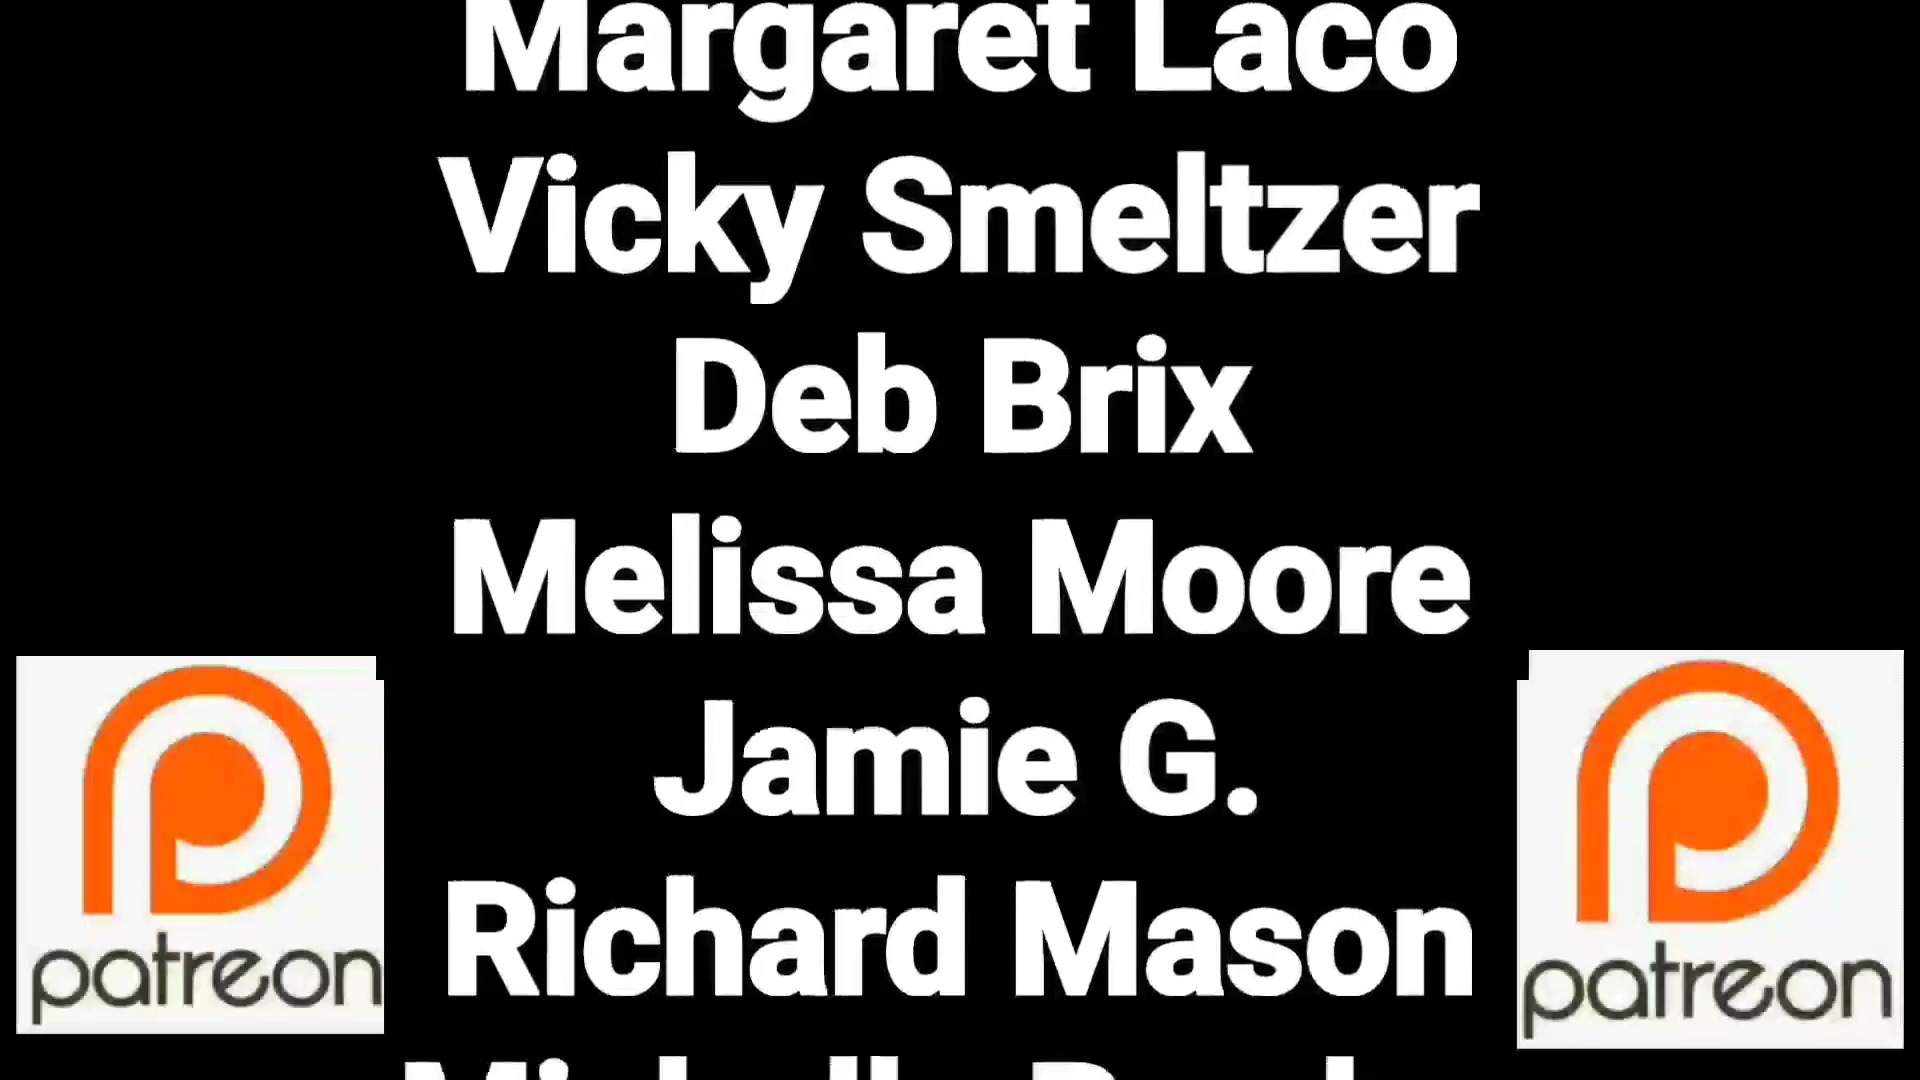 Margaret Laco
Vicky Smeltzer
Deb Brix
Melissa Moore
Jamie G.
Richard Mason
patreon
patreon